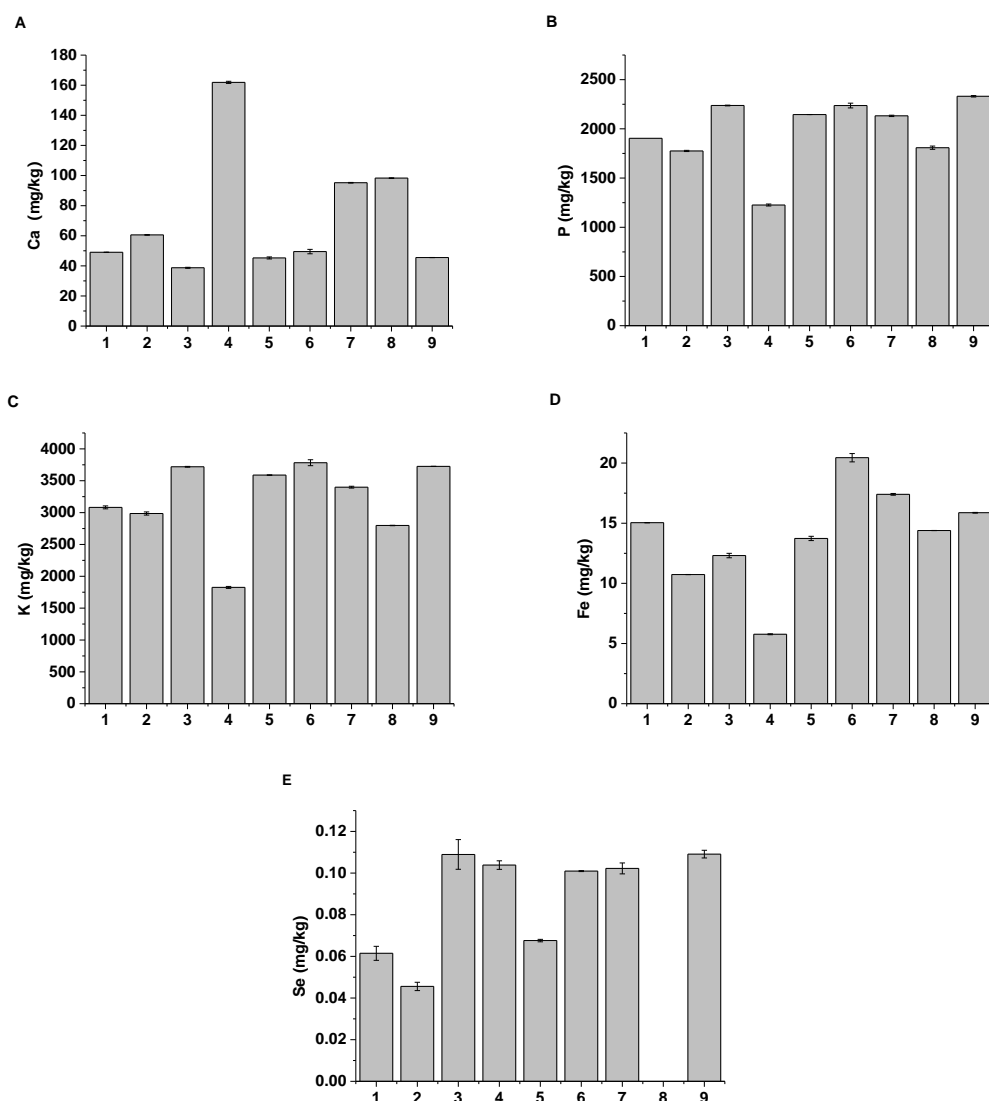 A
180
160
140
120
100
80
60
40
20
0
Ca (mg/kg)
1 2 3 4 5 6 7 8 9
B
2500
2000
1500
1000
500
0
P (mg/kg)
1 2 3 4 5 6 7 8 9
C
4000
3500
3000
2500
2000
1500
1000
500
0
K (mg/kg)
1 2 3 4 5 6 7 8 9
D
20
15
10
5
0
Fe (mg/kg)
1 2 3 4 5 6 7 8 9
E
0.12
0.10
0.08
0.06
0.04
0.02
0.00
Se (mg/kg)
1 2 3 4 5 6 7 8 9